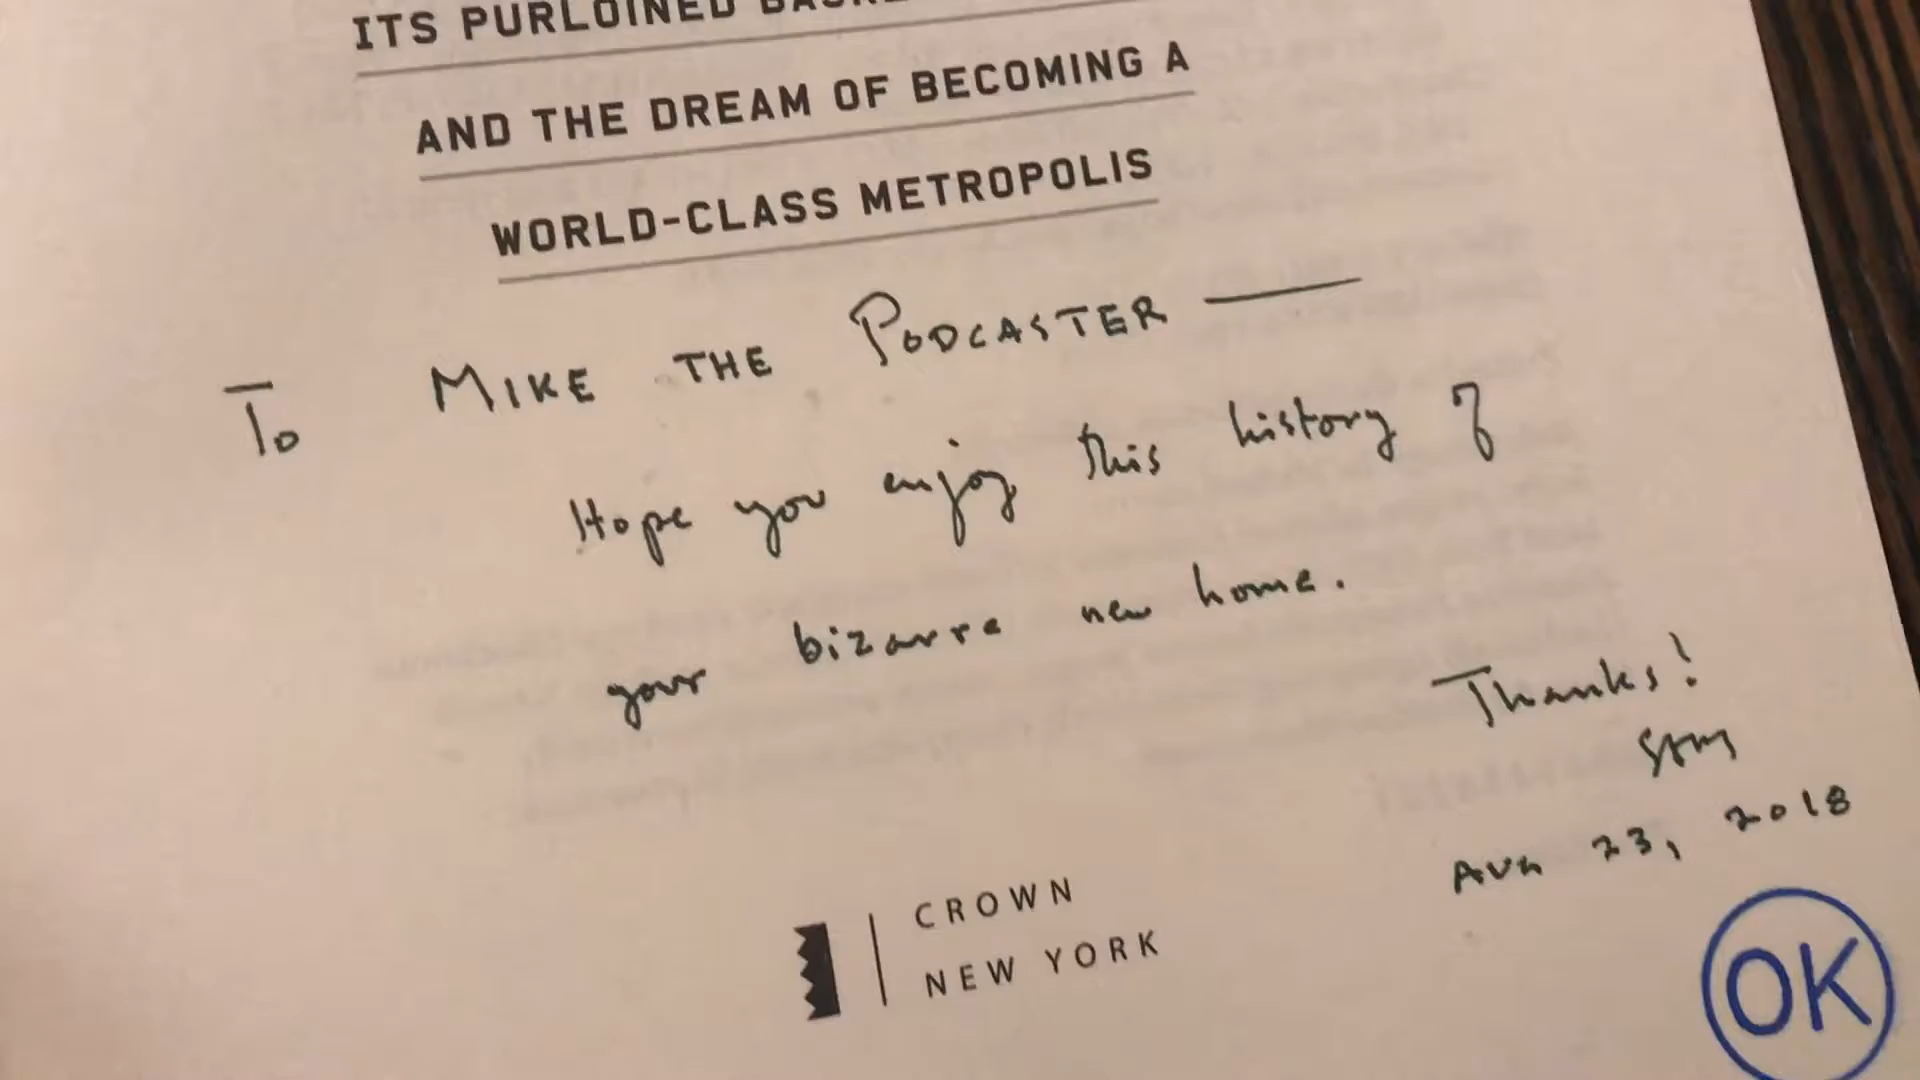 ITS PURLOINED
AND THE DREAM OF BECOMING A
WORLD-CLASS METROPOLIS
To MIKE THE PODCASTER —
Hope you enjoy this history of
your bizarre new home.
Thanks!
Sam
AUG 23, 2018
CROWN
NEW YORK
OK